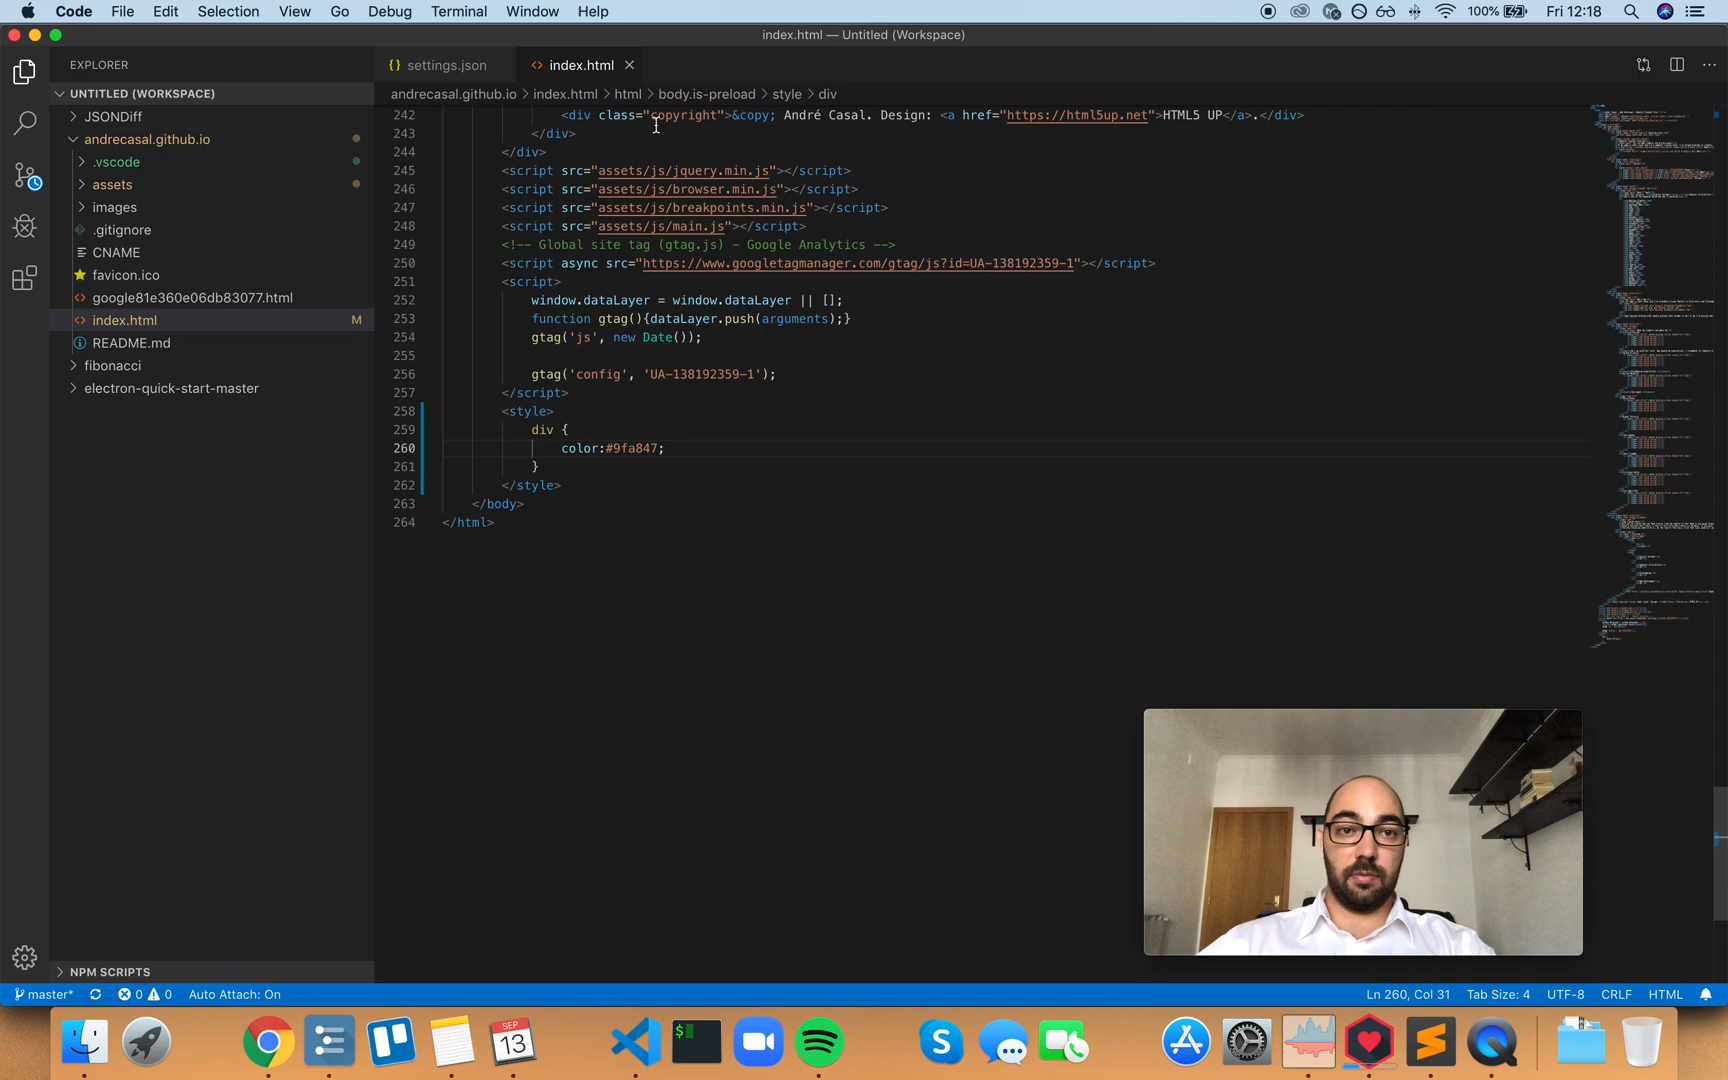 Code File Edit Selection View Go Debug Terminal Window Help 100% Fri 12:18
index.html — Untitled (Workspace)
EXPLORER
{} settings.json
<> index.html
UNTITLED (WORKSPACE)
andrecasal.github.io > index.html > html > body.is-preload > style > div
JSONDiff
andrecasal.github.io
.vscode
assets
images
.gitignore
CNAME
favicon.ico
<> google81e360e06db83077.html
<> index.html M
README.md
fibonacci
electron-quick-start-master
NPM SCRIPTS
242 <div class="copyright">&copy; André Casal. Design: <a href="https://html5up.net">HTML5 UP</a>.</div>
243 </div>
244 </div>
245 <script src="assets/js/jquery.min.js"></script>
246 <script src="assets/js/browser.min.js"></script>
247 <script src="assets/js/breakpoints.min.js"></script>
248 <script src="assets/js/main.js"></script>
249 <!-- Global site tag (gtag.js) - Google Analytics -->
250 <script async src="https://www.googletagmanager.com/gtag/js?id=UA-138192359-1"></script>
251 <script>
252 window.dataLayer = window.dataLayer || [];
253 function gtag(){dataLayer.push(arguments);}
254 gtag('js', new Date());
255
256 gtag('config', 'UA-138192359-1');
257 </script>
258 <style>
259 div {
260 color:#9fa847;
261 }
262 </style>
263 </body>
264 </html>
master* 0 0 Auto Attach: On Ln 260, Col 31 Tab Size: 4 UTF-8 CRLF HTML
SEP
13
$
S